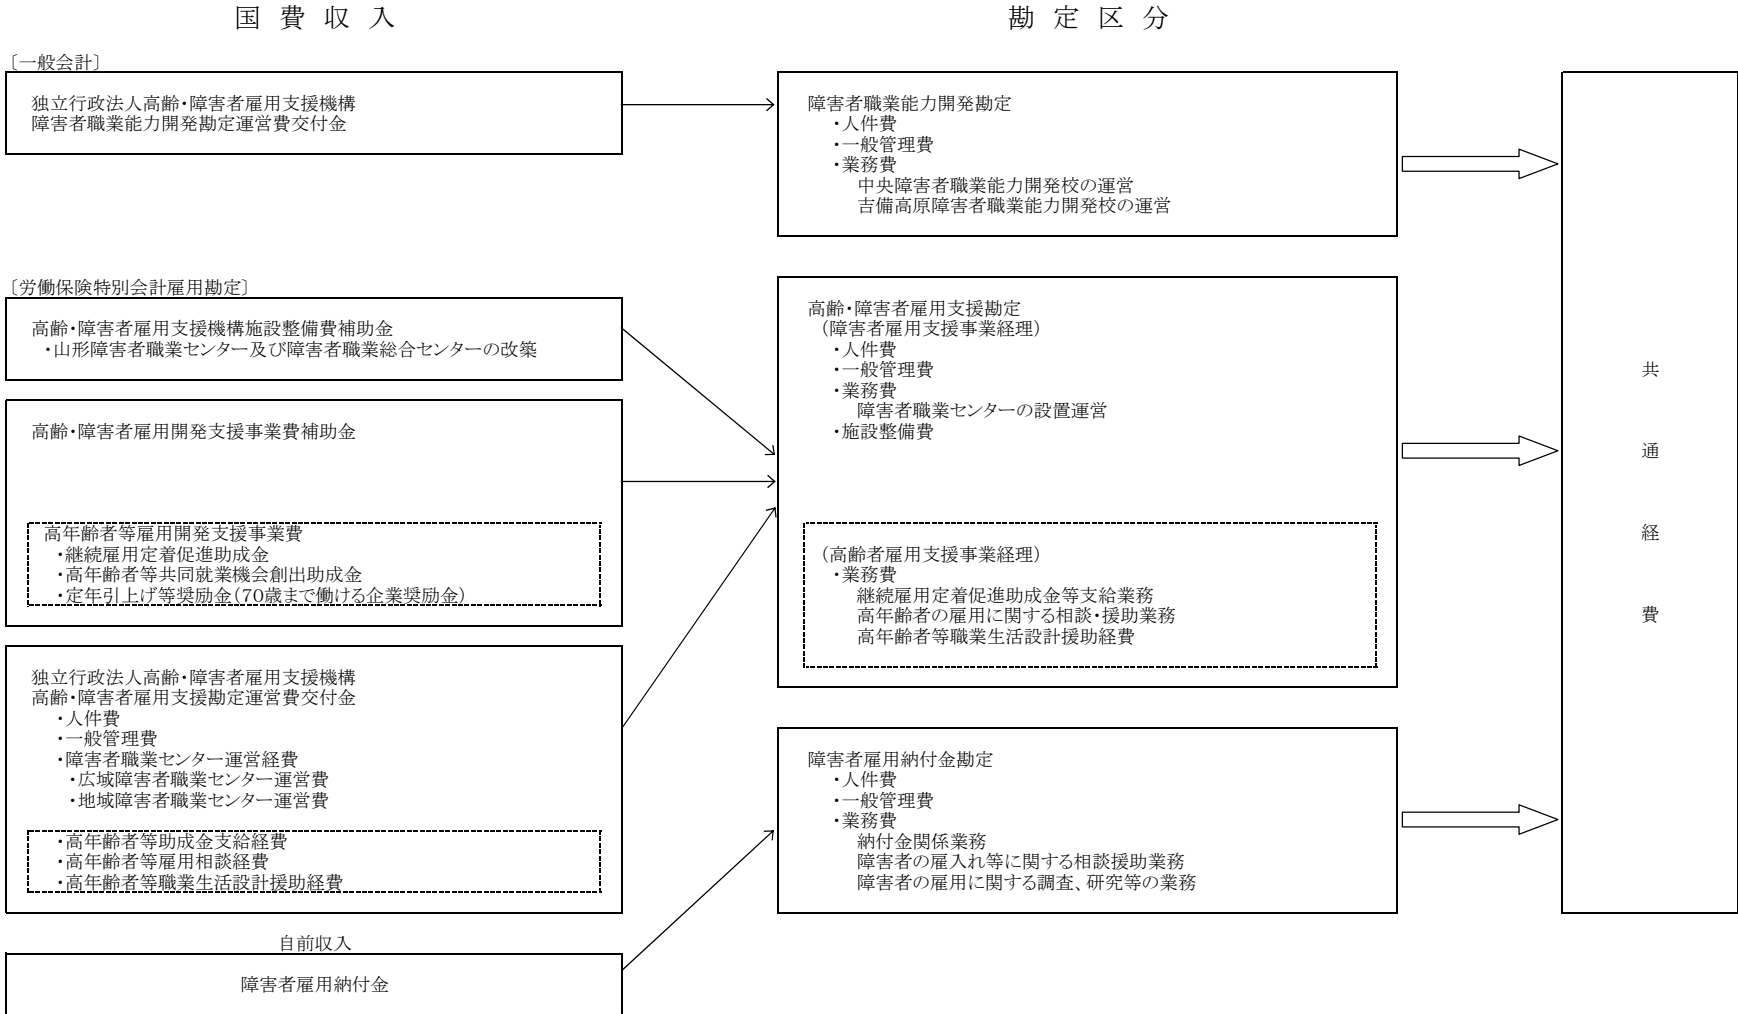 国費収入
勘定区分
〔一般会計〕
独立行政法人高齢・障害者雇用支援機構
障害者職業能力開発勘定運営費交付金
〔労働保険特別会計雇用勘定〕
高齢・障害者雇用支援機構施設整備費補助金
・山形障害者職業センター及び障害者職業総合センターの改築
高齢・障害者雇用開発支援事業費補助金
高年齢者等雇用開発支援事業費
・継続雇用定着促進助成金
・高年齢者等共同就業機会創出助成金
・定年引上げ等奨励金(70歳まで働ける企業奨励金)
独立行政法人高齢・障害者雇用支援機構
高齢・障害者雇用支援勘定運営費交付金
・人件費
・一般管理費
・障害者職業センター運営経費
・広域障害者職業センター運営費
・地域障害者職業センター運営費
・高年齢者等助成金支給経費
・高年齢者等雇用相談経費
・高年齢者等職業生活設計援助経費
自前収入
障害者雇用納付金
障害者職業能力開発勘定
・人件費
・一般管理費
・業務費
中央障害者職業能力開発校の運営
吉備高原障害者職業能力開発校の運営
高齢・障害者雇用支援勘定
(障害者雇用支援事業経理)
・人件費
・一般管理費
・業務費
障害者職業センターの設置運営
・施設整備費
(高齢者雇用支援事業経理)
・業務費
継続雇用定着促進助成金等支給業務
高年齢者の雇用に関する相談・援助業務
高年齢者等職業生活設計援助経費
障害者雇用納付金勘定
・人件費
・一般管理費
・業務費
納付金関係業務
障害者の雇入れ等に関する相談援助業務
障害者の雇用に関する調査、研究等の業務
共通経費